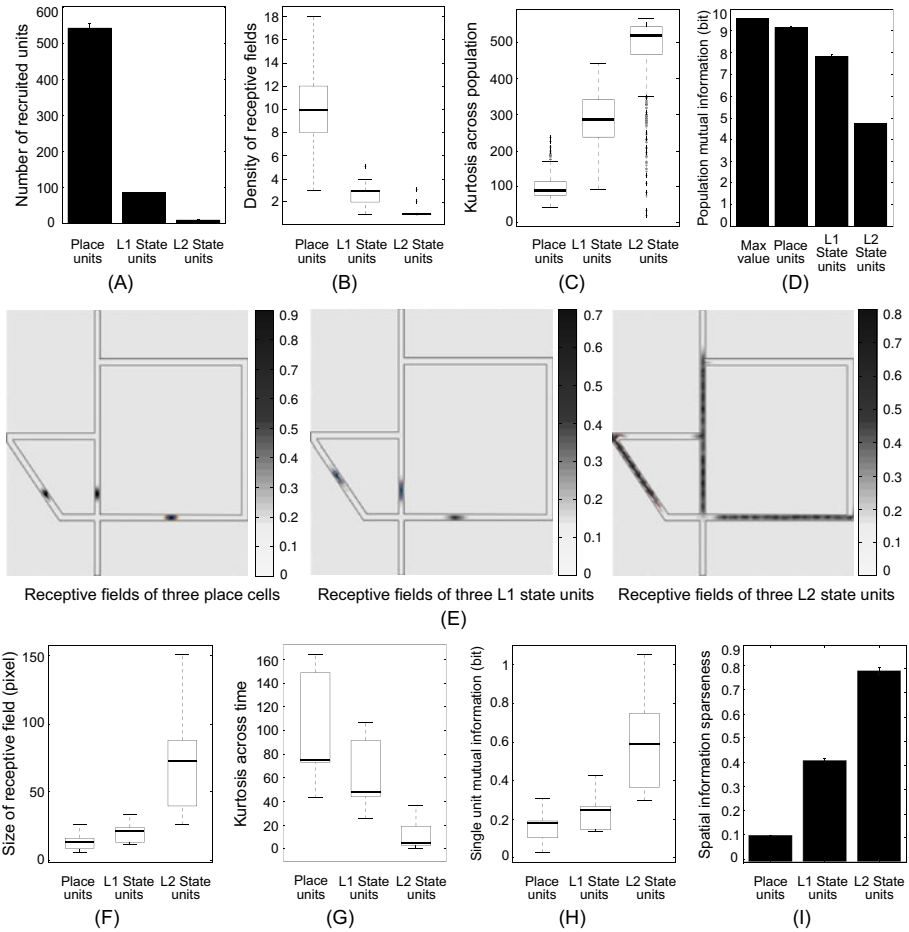 Number of recruited units
600
500
400
300
200
100
0
Place units
L1 State units
L2 State units
(A)
Density of receptive fields
18
16
14
12
10
8
6
4
2
Place units
L1 State units
L2 State units
(B)
Kurtosis across population
500
400
300
200
100
0
Place units
L1 State units
L2 State units
(C)
Population mutual information (bit)
10
9
8
7
6
5
4
3
2
1
0
Max value
Place units
L1 State units
L2 State units
(D)
0.9
0.8
0.7
0.6
0.5
0.4
0.3
0.2
0.1
0
Receptive fields of three place cells
0.7
0.6
0.5
0.4
0.3
0.2
0.1
0
Receptive fields of three L1 state units
0.8
0.7
0.6
0.5
0.4
0.3
0.2
0.1
0
Receptive fields of three L2 state units
(E)
Size of receptive field (pixel)
150
100
50
0
Place units
L1 State units
L2 State units
(F)
Kurtosis across time
160
140
120
100
80
60
40
20
0
Place units
L1 State units
L2 State units
(G)
Single unit mutual information (bit)
1
0.8
0.6
0.4
0.2
0
Place units
L1 State units
L2 State units
(H)
Spatial information sparseness
0.9
0.8
0.7
0.6
0.5
0.4
0.3
0.2
0.1
0
Place units
L1 State units
L2 State units
(I)